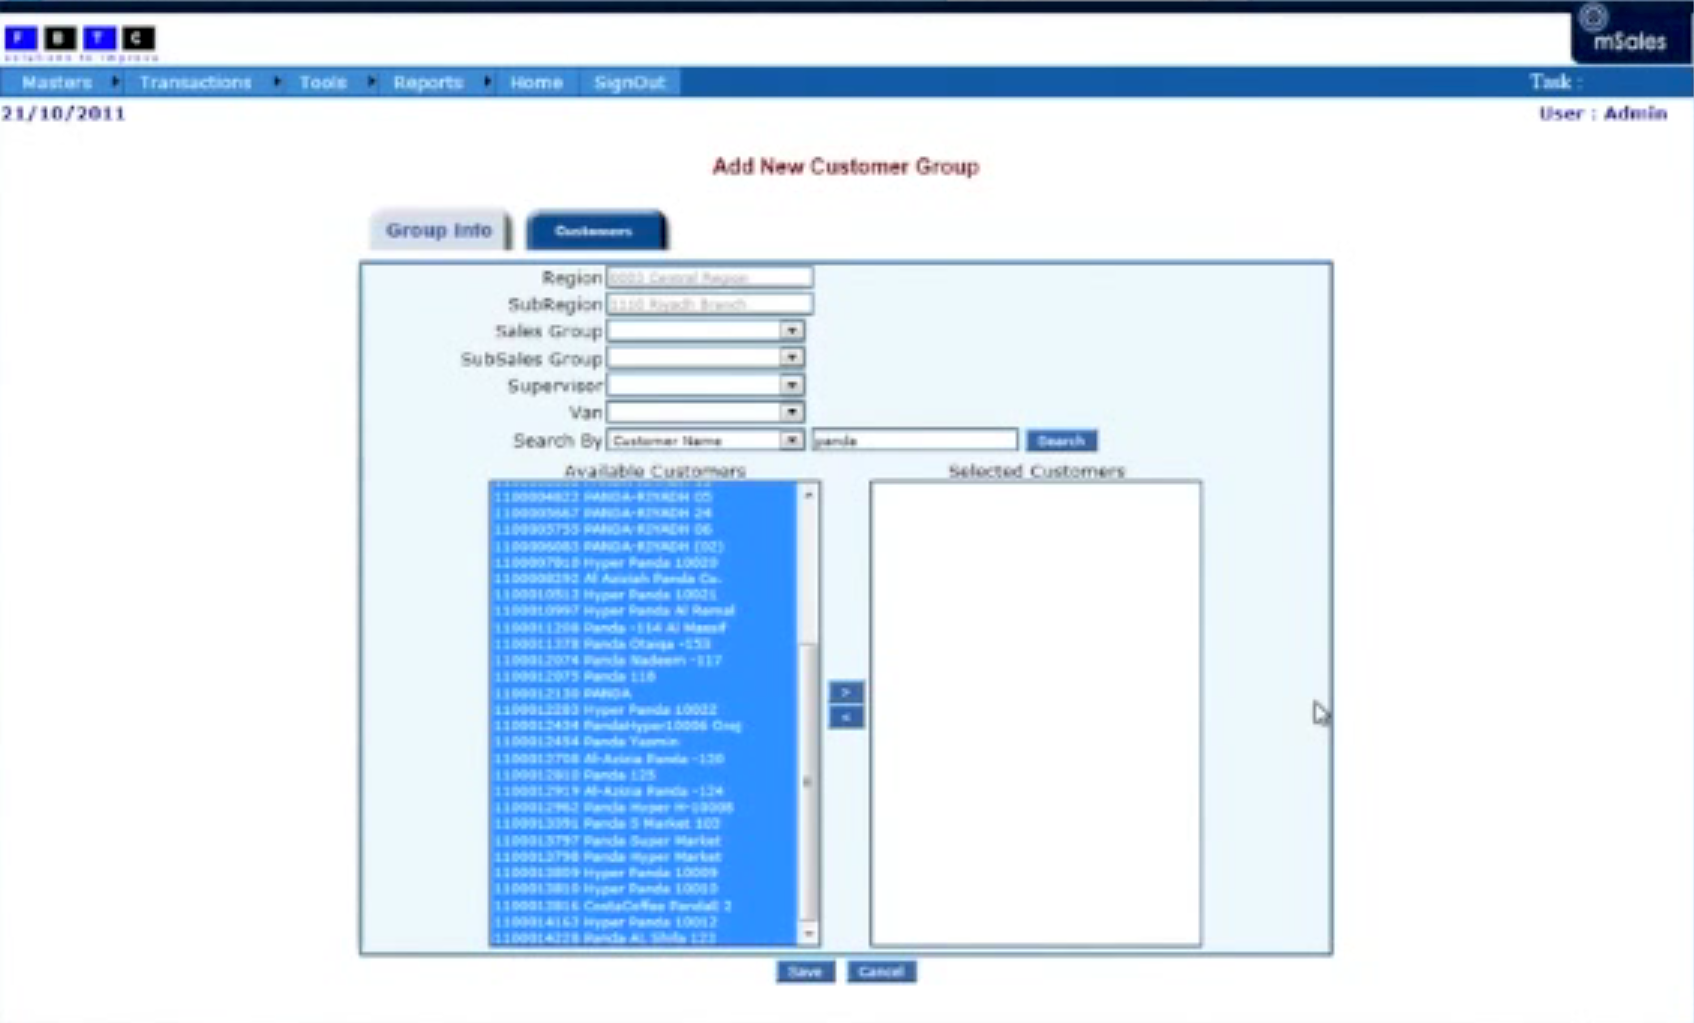 F B T C
solutions to improve
mSales
Masters Transactions Tools Reports Home SignOut Task :
21/10/2011 User : Admin
Add New Customer Group
Group Info Customers
Region 0003 Central Region
SubRegion 1110 Riyadh Branch
Sales Group
SubSales Group
Supervisor
Van
Search By Customer Name panda Search
Available Customers Selected Customers
1100004822 PANDA-RIYADH 05
1100005667 PANDA-RIYADH 24
1100005755 PANDA-RIYADH 06
1100006083 PANDA-RIYADH (02)
1100007810 Hyper Panda 10020
1100008292 Al Aziziah Panda Co.
1100010513 Hyper Panda 10021
1100010997 Hyper Panda Al Remal
1100011208 Panda -114 Al Massif
1100011378 Panda Otaiqa -153
1100012074 Panda Nadeem -117
1100012075 Panda 118
1100012130 PANDA
1100012283 Hyper Panda 10022
1100012434 PandaHyper10006 Oraj
1100012454 Panda Yasmin
1100012708 Al-Azizia Panda -120
1100012810 Panda 125
1100012919 Al-Azizia Panda -124
1100012962 Panda Hyper H-10008
1100013391 Panda S Market 102
1100013797 Panda Super Market
1100013798 Panda Hyper Market
1100013809 Hyper Panda 10009
1100013810 Hyper Panda 10010
1100013816 CostaCoffee 2
1100014163 Hyper Panda 10012
1100014228 Panda AL Shifa 123
>
<
Save Cancel